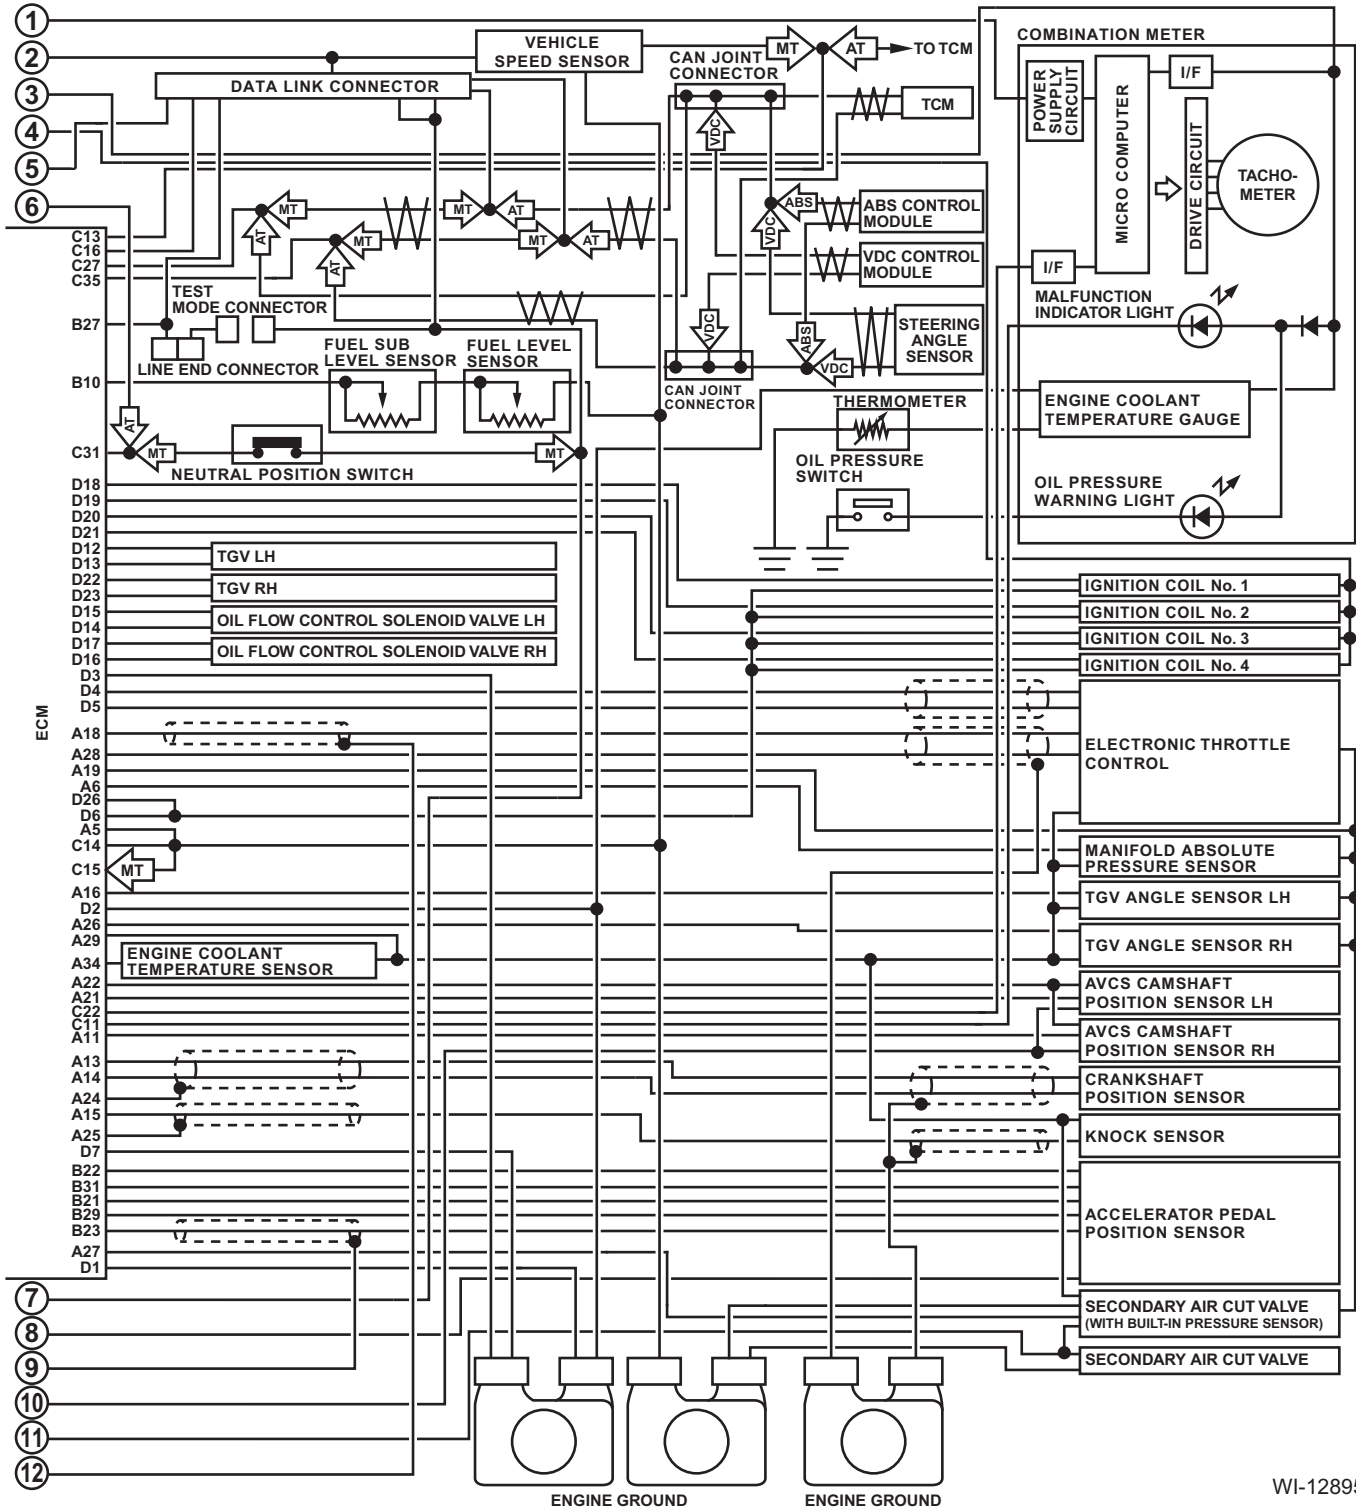 1
2
3
4
5
6
VEHICLE
SPEED SENSOR
MT
AT
TO TCM
DATA LINK CONNECTOR
CAN JOINT
CONNECTOR
TCM
VDC
COMBINATION METER
POWER
SUPPLY
CIRCUIT
MICRO COMPUTER
I/F
DRIVE CIRCUIT
TACHO-
METER
I/F
MT
AT
MT
AT
MT
AT
MT
AT
ABS
VDC
ABS CONTROL
MODULE
VDC CONTROL
MODULE
STEERING
ANGLE
SENSOR
VDC
ABS
VDC
CAN JOINT
CONNECTOR
MALFUNCTION
INDICATOR LIGHT
ENGINE COOLANT
TEMPERATURE GAUGE
OIL PRESSURE
WARNING LIGHT
THERMOMETER
OIL PRESSURE
SWITCH
TEST
MODE CONNECTOR
LINE END CONNECTOR
FUEL SUB
LEVEL SENSOR
FUEL LEVEL
SENSOR
AT
MT
NEUTRAL POSITION SWITCH
MT
ECM
C13
C16
C27
C35
B27
B10
C31
D18
D19
D20
D21
D12
D13
TGV LH
D22
D23
TGV RH
D15
D14
OIL FLOW CONTROL SOLENOID VALVE LH
D17
D16
OIL FLOW CONTROL SOLENOID VALVE RH
D3
D4
D5
A18
A28
A19
A6
D26
D6
A5
C14
C15
MT
A16
D2
A26
A29
A34
ENGINE COOLANT
TEMPERATURE SENSOR
A22
A21
C22
C11
A11
A13
A14
A24
A15
A25
D7
B22
B31
B21
B29
B23
A27
D1
IGNITION COIL No. 1
IGNITION COIL No. 2
IGNITION COIL No. 3
IGNITION COIL No. 4
ELECTRONIC THROTTLE
CONTROL
MANIFOLD ABSOLUTE
PRESSURE SENSOR
TGV ANGLE SENSOR LH
TGV ANGLE SENSOR RH
AVCS CAMSHAFT
POSITION SENSOR LH
AVCS CAMSHAFT
POSITION SENSOR RH
CRANKSHAFT
POSITION SENSOR
KNOCK SENSOR
ACCELERATOR PEDAL
POSITION SENSOR
SECONDARY AIR CUT VALVE
(WITH BUILT-IN PRESSURE SENSOR)
SECONDARY AIR CUT VALVE
7
8
9
10
11
12
ENGINE GROUND
ENGINE GROUND
WI-12895